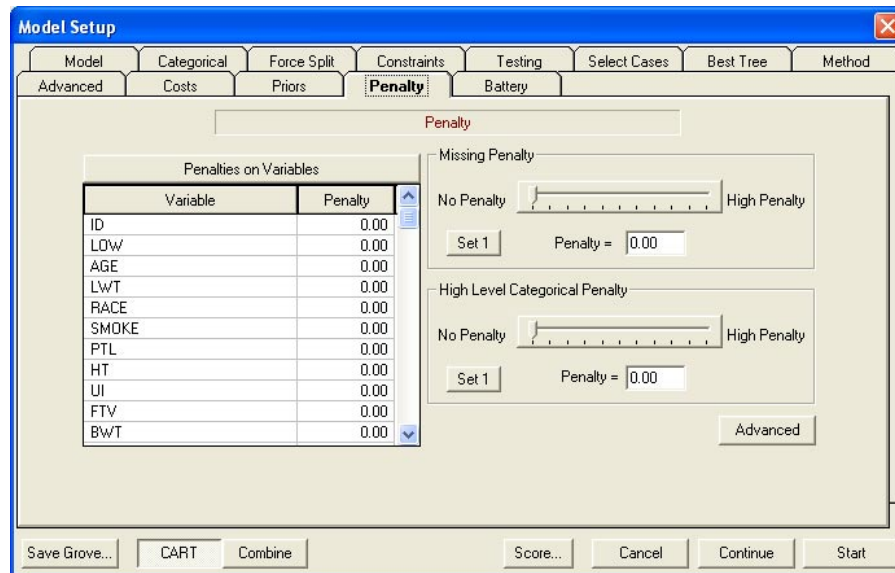 Model Setup
Model Categorical Force Split Constraints Testing Select Cases Best Tree Method
Advanced Costs Priors Penalty Battery
Penalty
Penalties on Variables
Variable Penalty
ID 0.00
LOW 0.00
AGE 0.00
LWT 0.00
RACE 0.00
SMOKE 0.00
PTL 0.00
HT 0.00
UI 0.00
FTV 0.00
BWT 0.00
Missing Penalty
No Penalty High Penalty
Set 1 Penalty = 0.00
High Level Categorical Penalty
No Penalty High Penalty
Set 1 Penalty = 0.00
Advanced
Save Grove... CART Combine Score... Cancel Continue Start